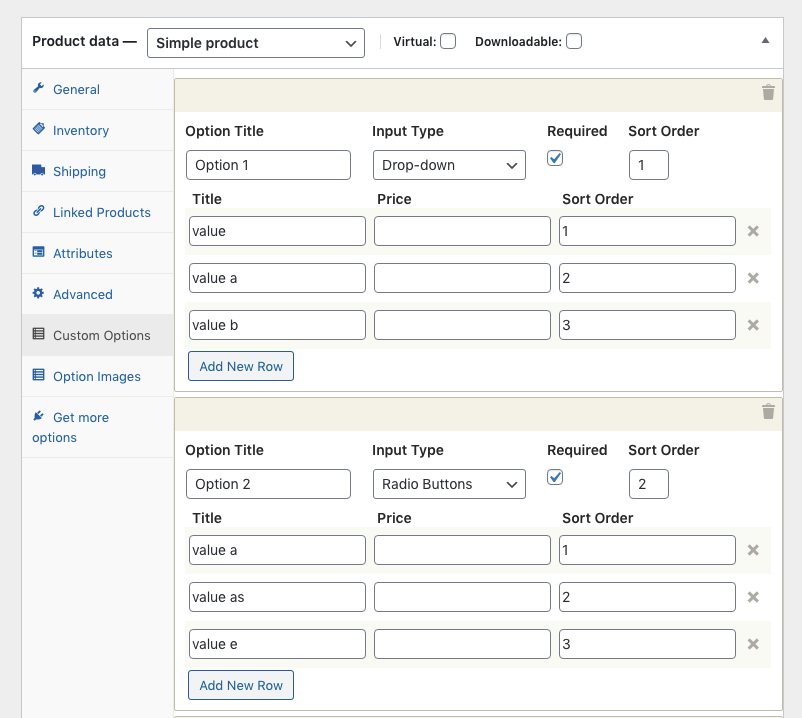 Product data — Simple product Virtual: Downloadable:
General
Inventory
Shipping
Linked Products
Attributes
Advanced
Custom Options
Option Images
Get more
options
Option Title Input Type Required Sort Order
Option 1 Drop-down 1
Title Price Sort Order
value 1
value a 2
value b 3
Add New Row
Option Title Input Type Required Sort Order
Option 2 Radio Buttons 2
Title Price Sort Order
value a 1
value as 2
value e 3
Add New Row